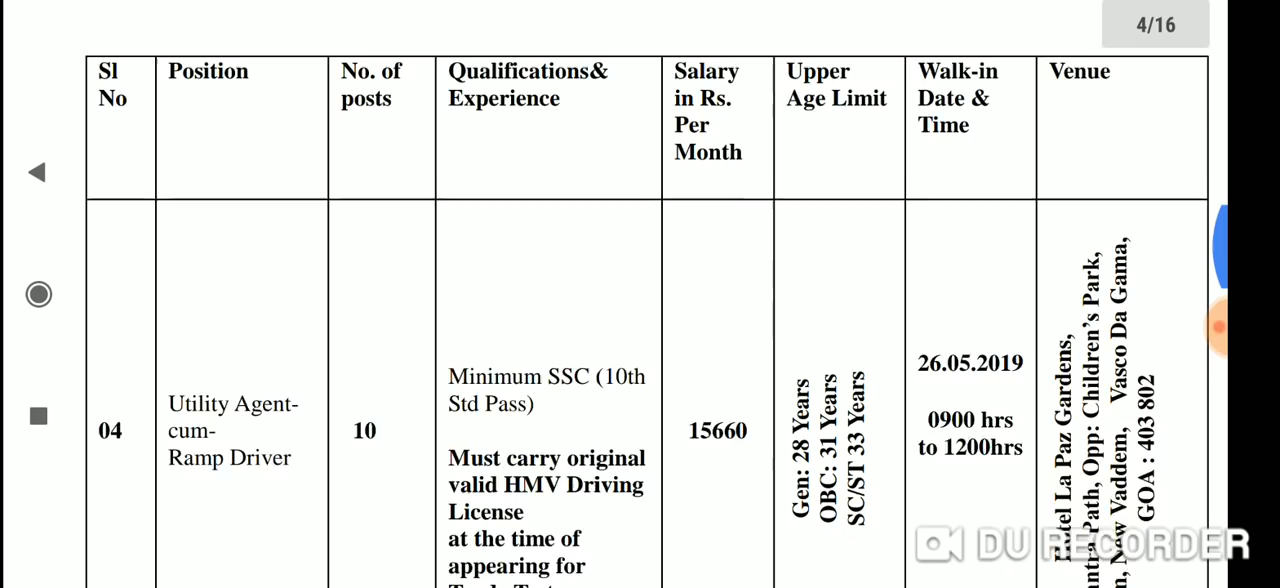 4/16
Sl
No
Position
No. of
posts
Qualifications&
Experience
Salary
in Rs.
Per
Month
Upper
Age Limit
Walk-in
Date &
Time
Venue
04
Utility Agent-
cum-
Ramp Driver
10
Minimum SSC (10th
Std Pass)
Must carry original
valid HMV Driving
License
at the time of
appearing for
15660
Gen: 28 Years
OBC: 31 Years
SC/ST 33 Years
26.05.2019
0900 hrs
to 1200hrs
Hotel La Paz Gardens,
Path, Opp: Children's Park,
New Vaddem, Vasco Da Gama,
GOA : 403 802
DU RECORDER